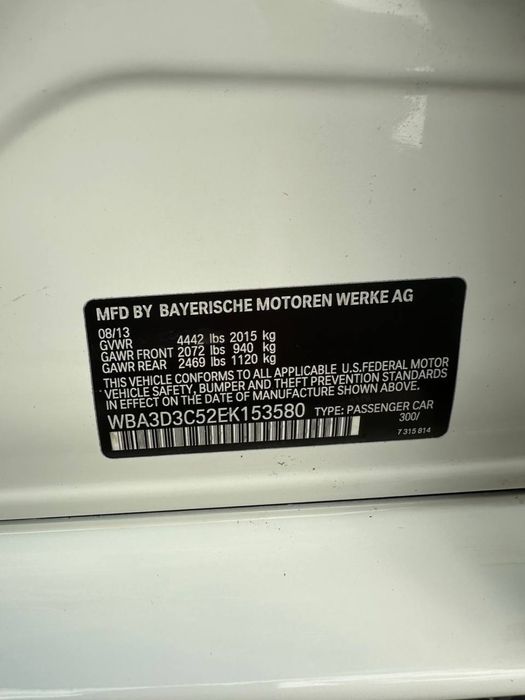 MFD BY BAYERISCHE MOTOREN WERKE AG
08/13
GVWR 4442 lbs 2015 kg
GAWR FRONT 2072 lbs 940 kg
GAWR REAR 2469 lbs 1120 kg
THIS VEHICLE CONFORMS TO ALL APPLICABLE U.S.FEDERAL MOTOR
VEHICLE SAFETY, BUMPER AND THEFT PREVENTION STANDARDS
IN EFFECT ON THE DATE OF MANUFACTURE SHOWN ABOVE.
WBA3D3C52EK153580 TYPE: PASSENGER CAR
300/
7 315 814